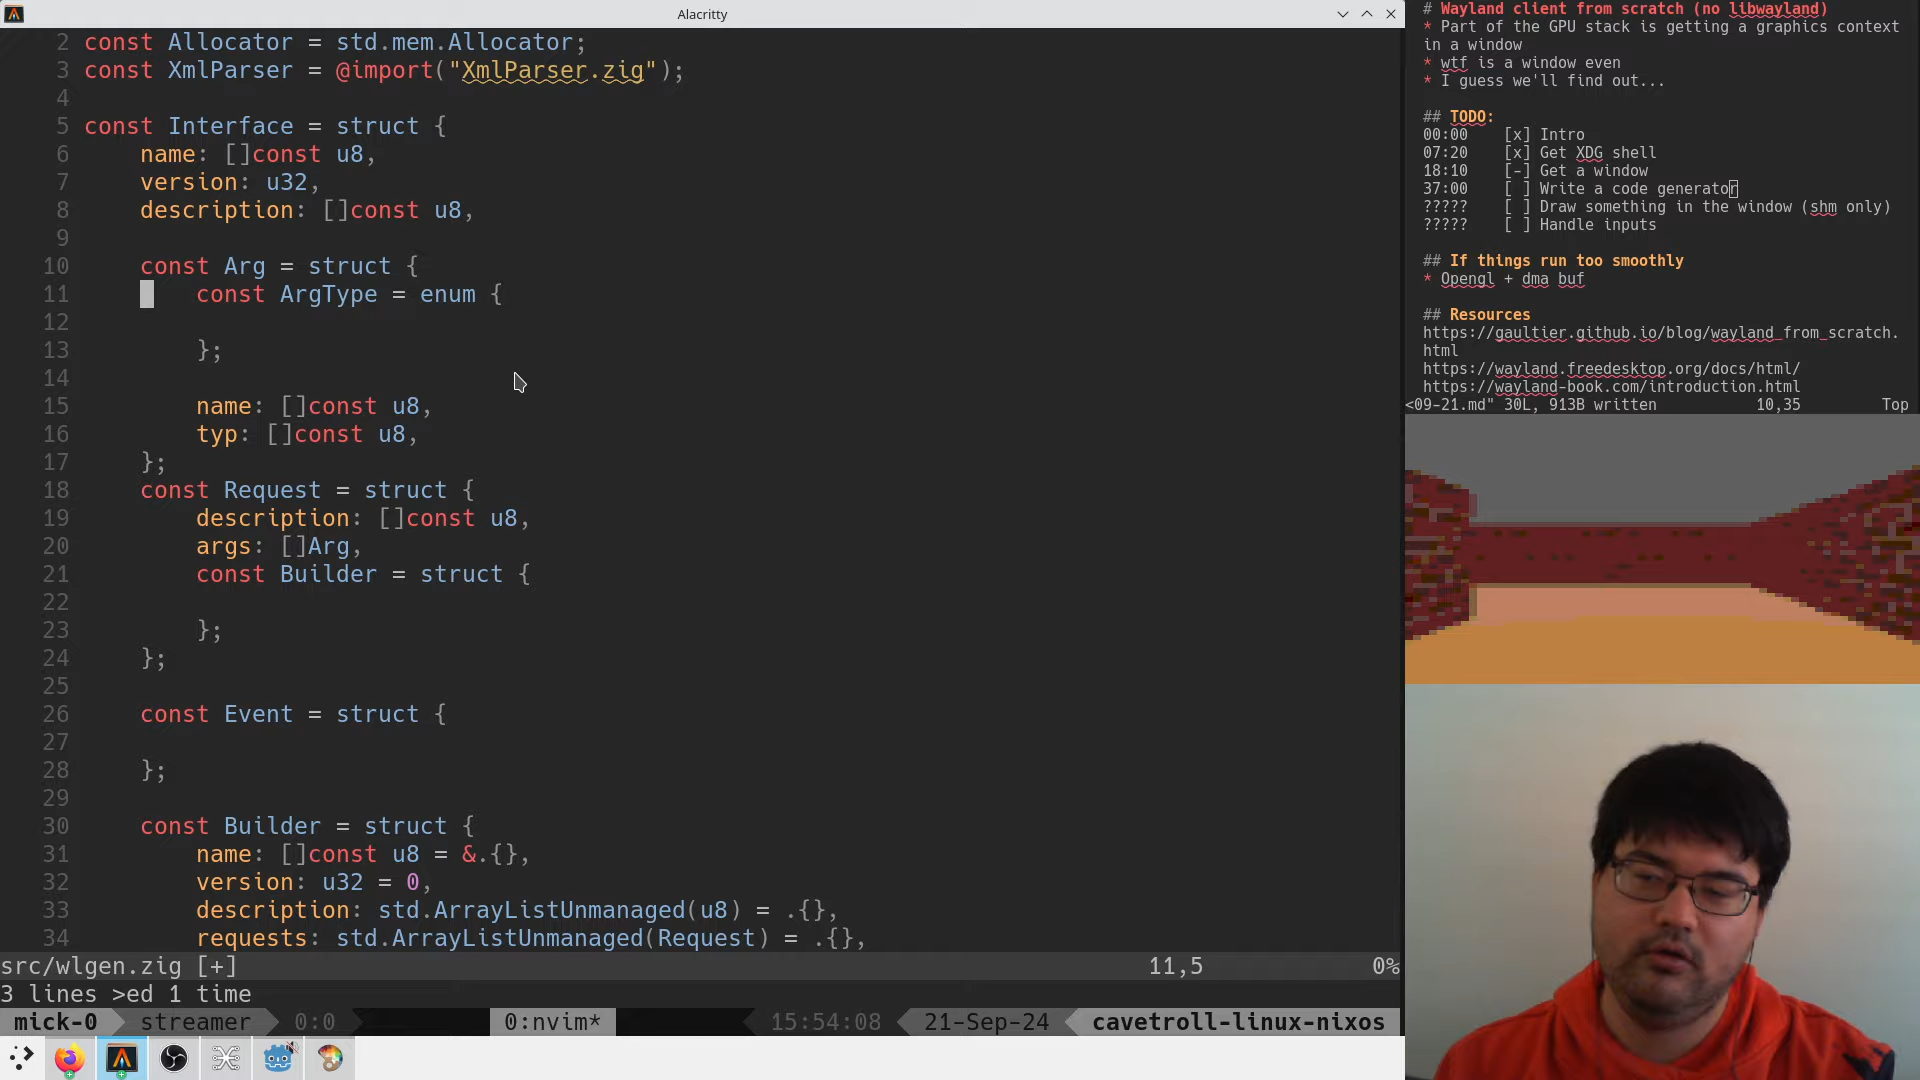 Alacritty
2 const Allocator = std.mem.Allocator;
3 const XmlParser = @import("XmlParser.zig");
4
5 const Interface = struct {
6 name: []const u8,
7 version: u32,
8 description: []const u8,
9
10 const Arg = struct {
11 const ArgType = enum {
12
13 };
14
15 name: []const u8,
16 typ: []const u8,
17 };
18 const Request = struct {
19 description: []const u8,
20 args: []Arg,
21 const Builder = struct {
22
23 };
24 };
25
26 const Event = struct {
27
28 };
29
30 const Builder = struct {
31 name: []const u8 = &.{},
32 version: u32 = 0,
33 description: std.ArrayListUnmanaged(u8) = .{},
34 requests: std.ArrayListUnmanaged(Request) = .{},
src/wlgen.zig [+] 11,5 0%
3 lines >ed 1 time
mick-0 streamer 0:0 0:nvim* 15:54:08 21-Sep-24 cavetroll-linux-nixos
# Wayland client from scratch (no libwayland)
* Part of the GPU stack is getting a graphics context
in a window
* wtf is a window even
* I guess we'll find out...
## TODO:
00:00 [x] Intro
07:20 [x] Get XDG shell
18:10 [-] Get a window
37:00 [ ] Write a code generator
????? [ ] Draw something in the window (shm only)
????? [ ] Handle inputs
## If things run too smoothly
* Opengl + dma buf
## Resources
https://gaultier.github.io/blog/wayland_from_scratch.
html
https://wayland.freedesktop.org/docs/html/
https://wayland-book.com/introduction.html
<09-21.md" 30L, 913B written 10,35 Top